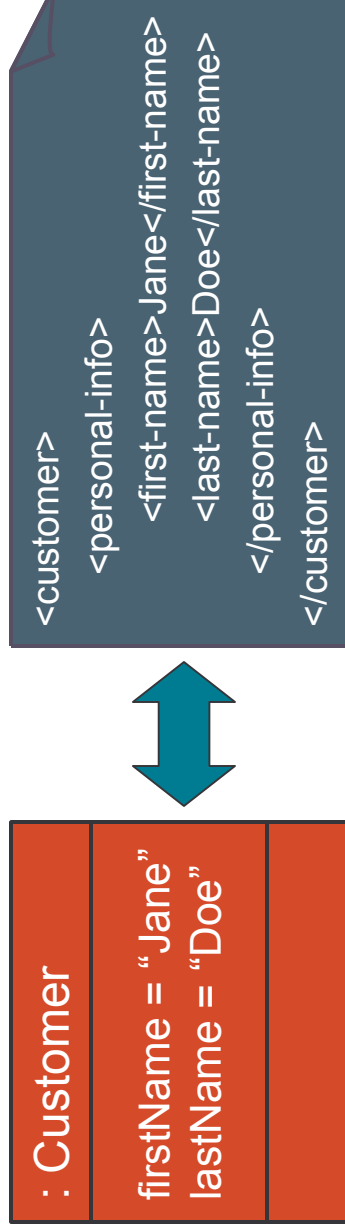 : Customer
firstName = “Jane”
lastName = “Doe”
<customer>
<personal-info>
<first-name>Jane</first-name>
<last-name>Doe</last-name>
</personal-info>
</customer>